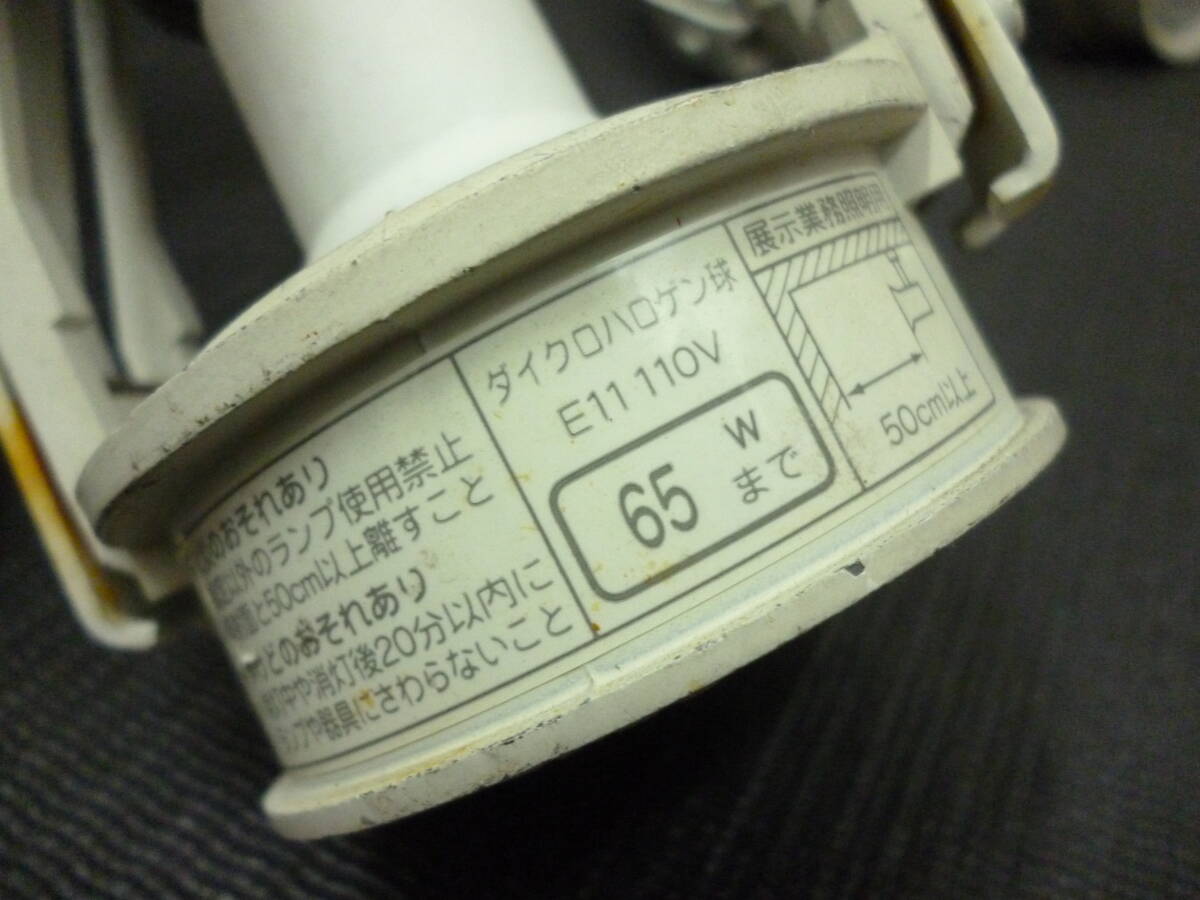 のおそれあり
以外のランプ使用禁止
50cm以上離すこと
どのおそれあり
や消灯後20分以内に
ンプや器具にさわらないこと
ダイクロハロゲン球
E11 110V
65
W
まで
展示業務照明用
50cm以上